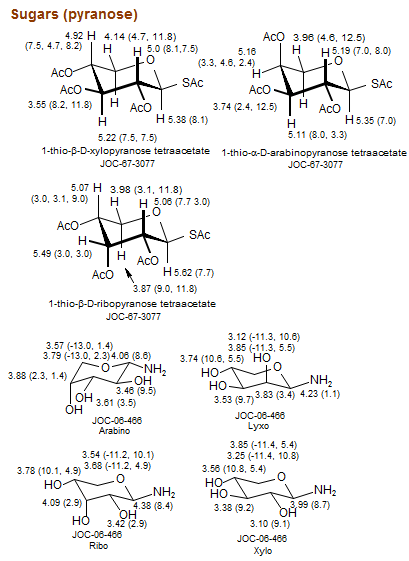 Sugars (pyranose)
4.92 H 4.14 (4.7, 11.8)
(7.5, 4.7, 8.2) H H 5.0 (8.1,7.5)
O
AcO
AcO SAc
3.55 (8.2, 11.8) H AcO
H H 5.38 (8.1)
5.22 (7.5, 7.5)
1-thio-β-D-xylopyranose tetraacetate
JOC-67-3077
AcO 3.96 (4.6, 12.5)
5.16 H H 5.19 (7.0, 8.0)
(3.3, 4.6, 2.4) O
H
AcO SAc
3.74 (2.4, 12.5) H AcO
H H 5.35 (7.0)
5.11 (8.0, 3.3)
1-thio-α-D-arabinopyranose tetraacetate
JOC-67-3077
5.07 H 3.98 (3.1, 11.8)
(3.0, 3.1, 9.0) H H 5.06 (7.7 3.0)
O
AcO
H SAc
5.49 (3.0, 3.0) H AcO
AcO H 5.62 (7.7)
3.87 (9.0, 11.8)
1-thio-β-D-ribopyranose tetraacetate
JOC-67-3077
3.57 (-13.0, 1.4)
3.79 (-13.0, 2.3) 4.06 (8.6)
O NH2
3.88 (2.3, 1.4) OH
3.46 (9.5)
OH 3.61 (3.5)
OH
JOC-06-466
Arabino
3.12 (-11.3, 10.6)
3.85 (-11.3, 5.5)
3.74 (10.6, 5.5) HO
HO O
HO NH2
3.53 (9.7) 3.83 (3.4) 4.23 (1.1)
JOC-06-466
Lyxo
3.54 (-11.2, 10.1)
3.78 (10.1, 4.9) 3.68 (-11.2, 4.9)
HO O
NH2
4.09 (2.9) 4.38 (8.4)
HO OH
3.42 (2.9)
JOC-06-466
Ribo
3.85 (-11.4, 5.4)
3.25 (-11.4, 10.8)
3.56 (10.8, 5.4)
HO O
HO NH2
3.38 (9.2) OH 3.99 (8.7)
3.10 (9.1)
JOC-06-466
Xylo